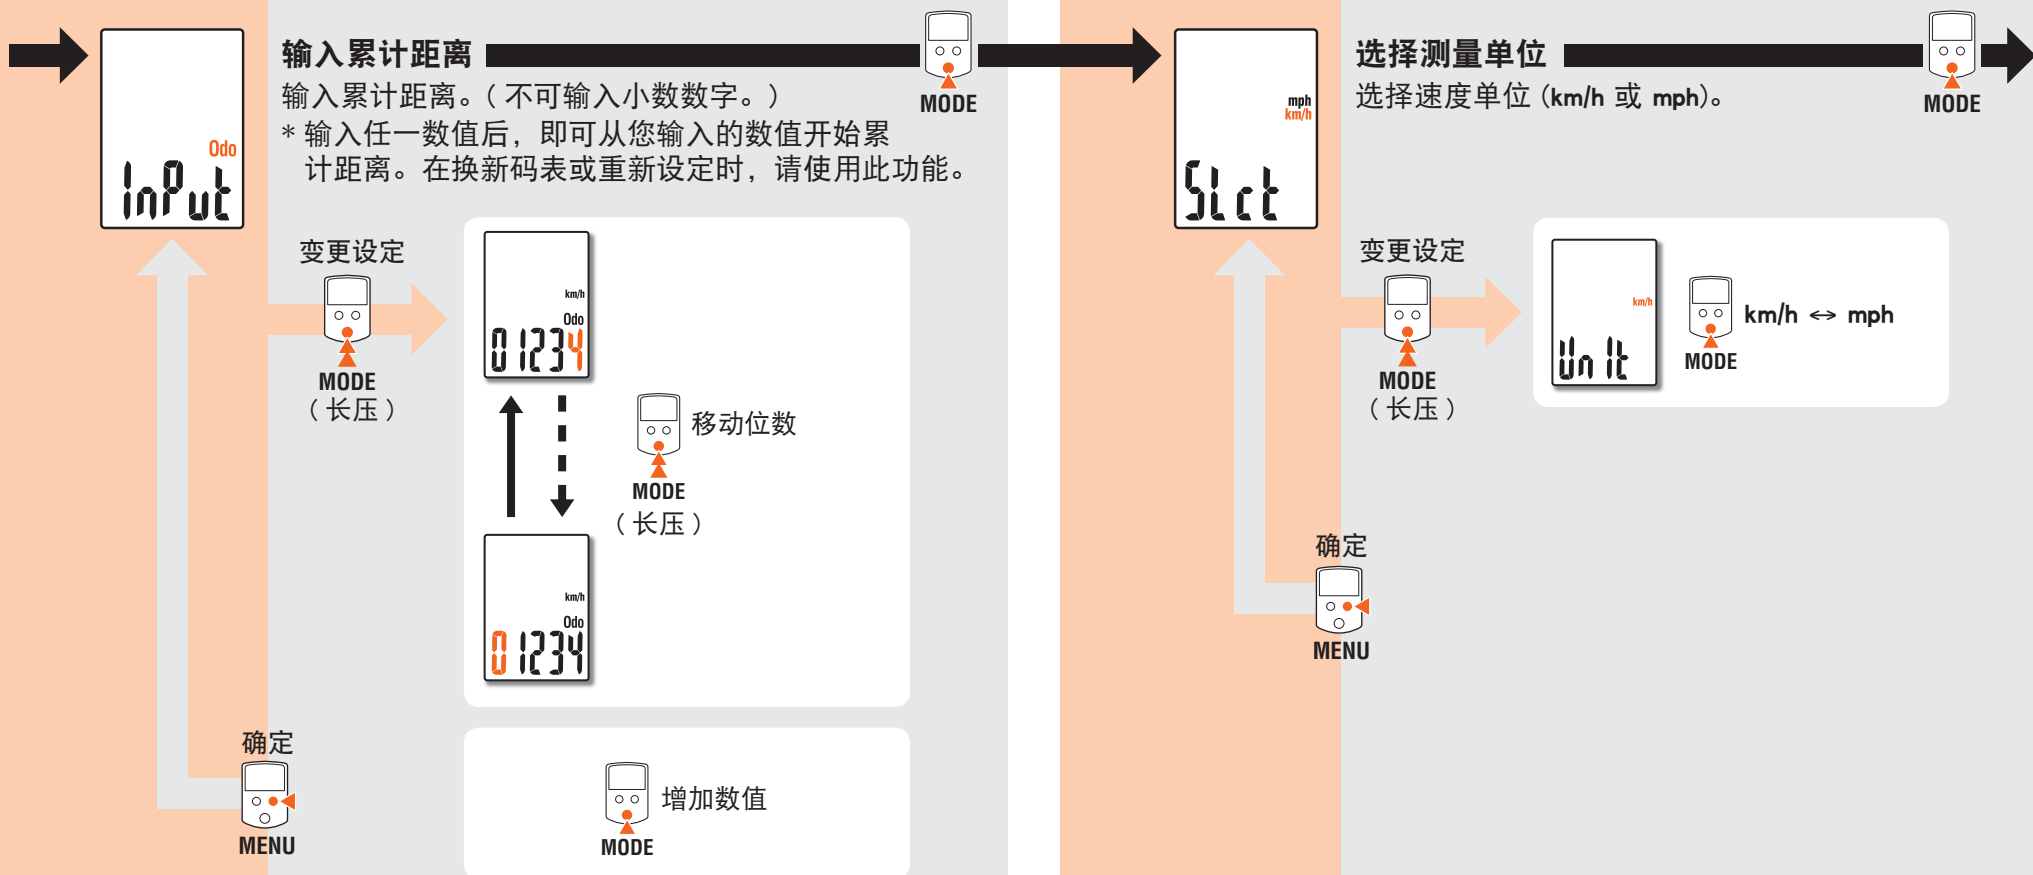 输入累计距离
输入累计距离。( 不可输入小数数字。)
* 输入任一数值后，即可从您输入的数值开始累
计距离。在换新码表或重新设定时，请使用此功能。
MODE
Odo
InPut
变更设定
MODE
（长压）
km/h
Odo
01234
移动位数
MODE
（长压）
km/h
Odo
01234
确定
MENU
增加数值
MODE
选择测量单位
选择速度单位 (km/h 或 mph)。
MODE
mph
km/h
SLct
变更设定
MODE
（长压）
km/h
UnIt
MODE
km/h ↔ mph
确定
MENU